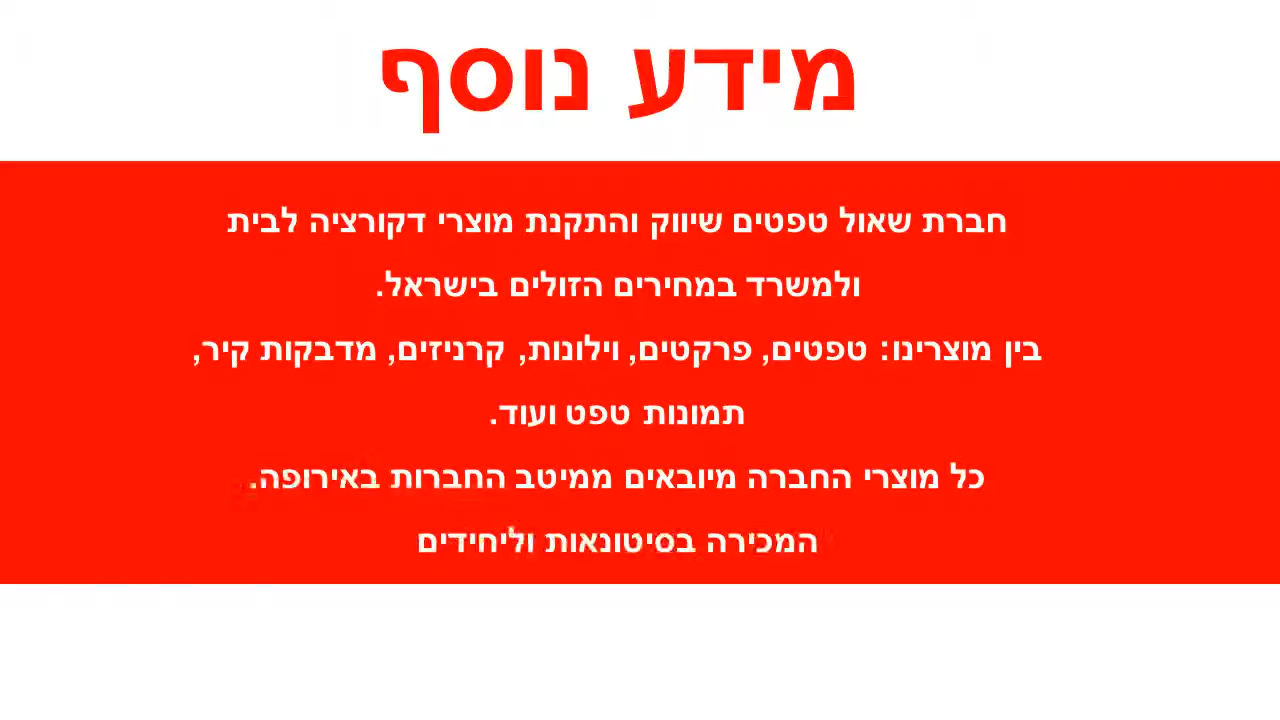 מידע נוסף
חברת שאול טפטים שיווק והתקנת מוצרי דקורציה לבית
ולמשרד במחירים הזולים בישראל.
בין מוצרינו: טפטים, פרקטים, וילונות, קרניזים, מדבקות קיר,
תמונות טפט ועוד.
כל מוצרי החברה מיובאים ממיטב החברות באירופה.
המכירה בסיטונאות וליחידים